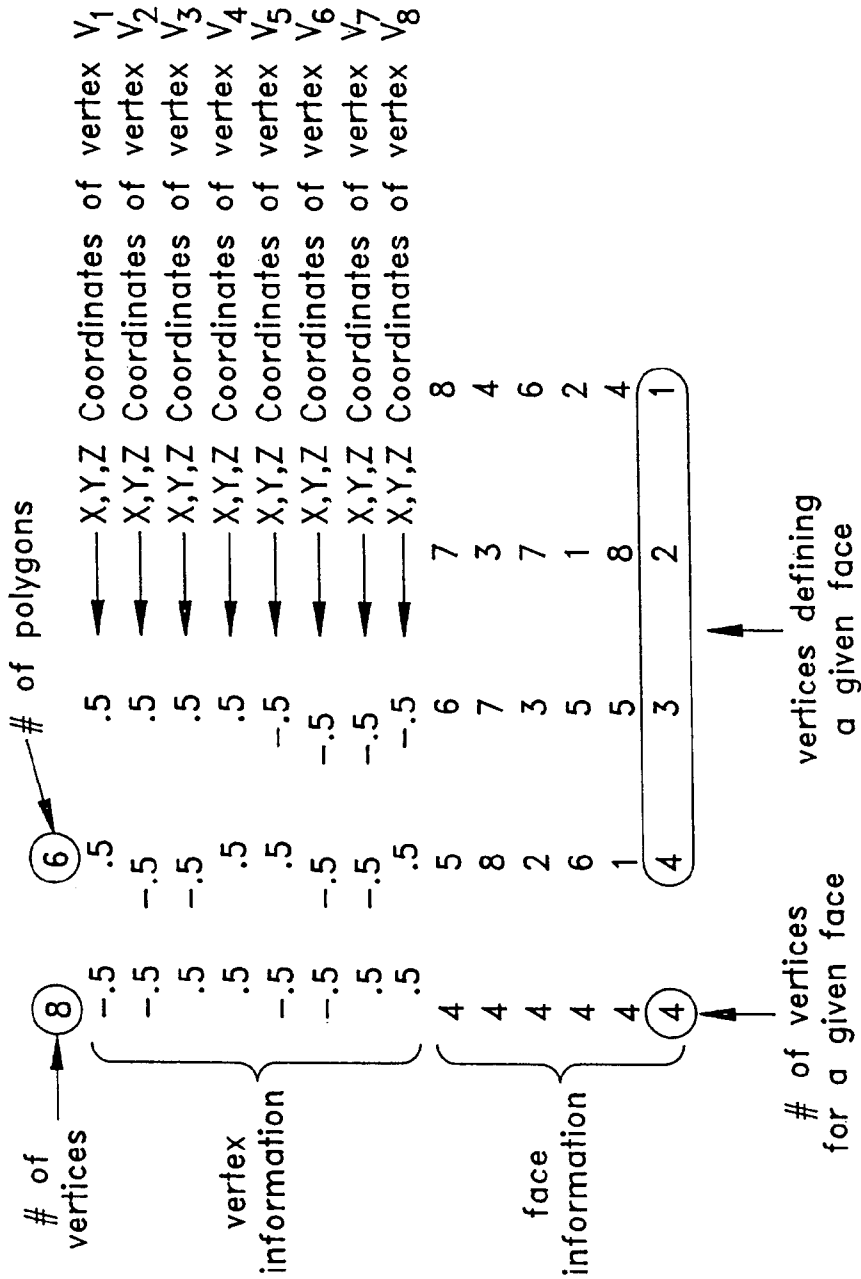 # of polygons
# of
vertices
8 6
-.5 .5 .5 X,Y,Z Coordinates of vertex V1
-.5 -.5 .5 X,Y,Z Coordinates of vertex V2
.5 -.5 .5 X,Y,Z Coordinates of vertex V3
.5 .5 .5 X,Y,Z Coordinates of vertex V4
-.5 .5 -.5 X,Y,Z Coordinates of vertex V5
-.5 -.5 -.5 X,Y,Z Coordinates of vertex V6
.5 -.5 -.5 X,Y,Z Coordinates of vertex V7
.5 .5 -.5 X,Y,Z Coordinates of vertex V8
vertex
information
4 5 6 7 8
4 8 7 3 4
4 2 3 7 6
4 6 5 1 2
4 1 5 8 4
4 4 3 2 1
face
information
# of vertices
for a given face
vertices defining
a given face